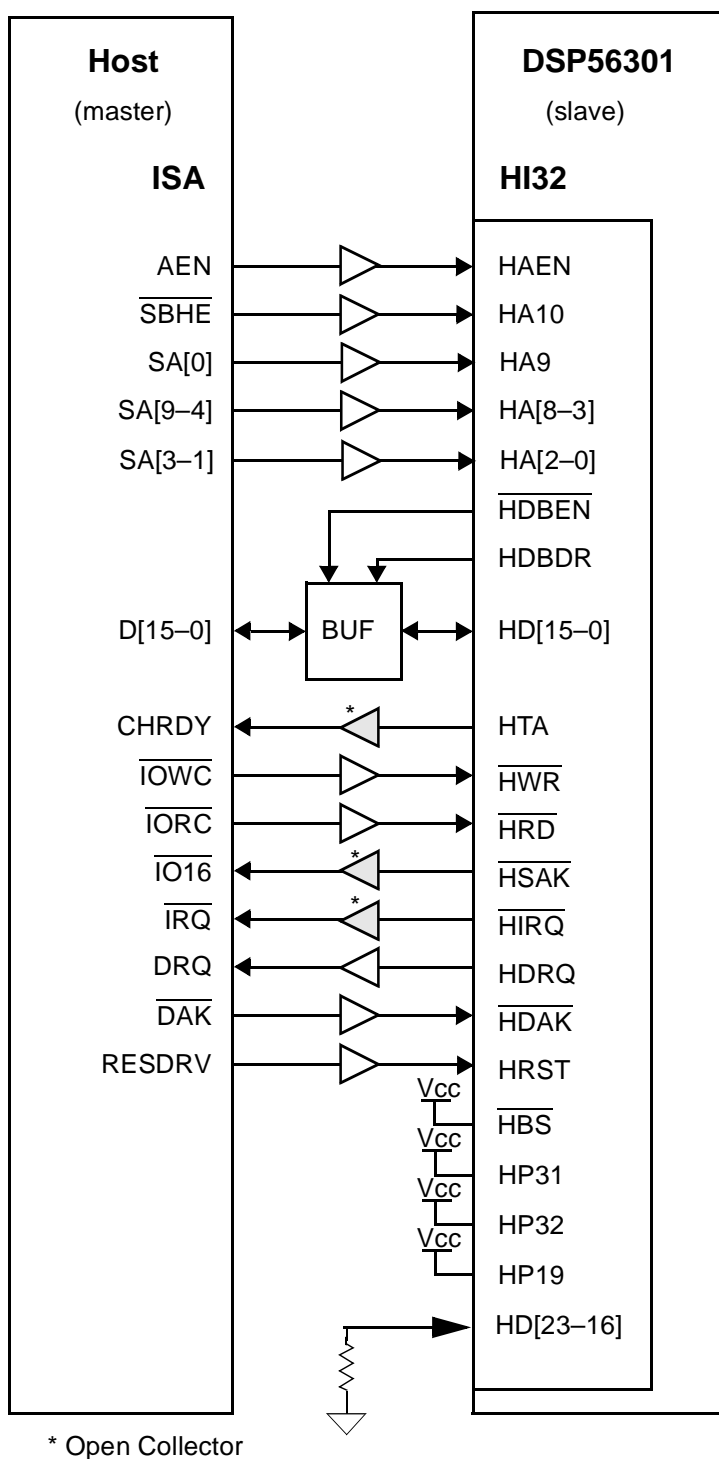 Host DSP56301
(master) (slave)
ISA HI32
AEN HAEN
SBHE HA10
SA[0] HA9
SA[9–4] HA[8–3]
SA[3–1] HA[2–0]
HDBEN
HDBDR
D[15–0] BUF HD[15–0]
CHRDY * HTA
IOWC HWR
IORC HRD
IO16 * HSAK
IRQ * HIRQ
DRQ HDRQ
DAK HDAK
RESDRV HRST
Vcc
HBS
Vcc
HP31
Vcc
HP32
Vcc
HP19
HD[23–16]
* Open Collector